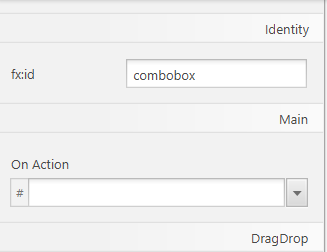 Identity
fx:id combobox
Main
On Action
#
DragDrop